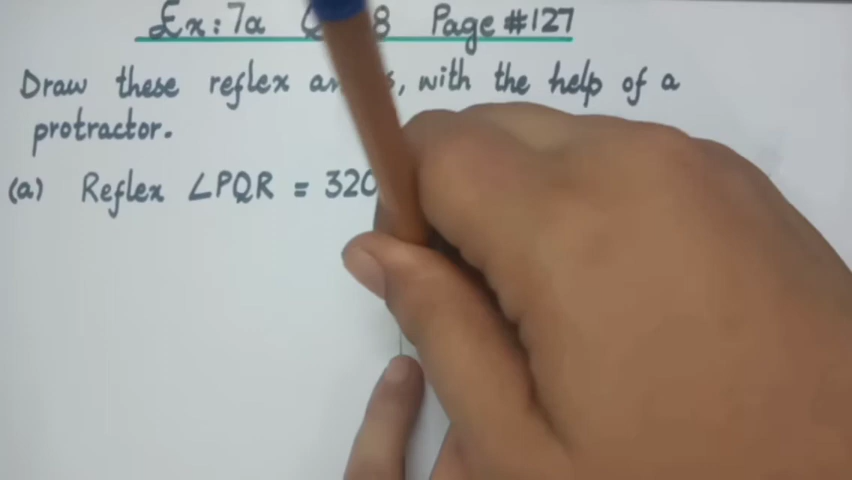 Ex: 7a 8 Page #127
Draw these reflex, with the help of a
protractor.
(a) Reflex ∠PQR = 320